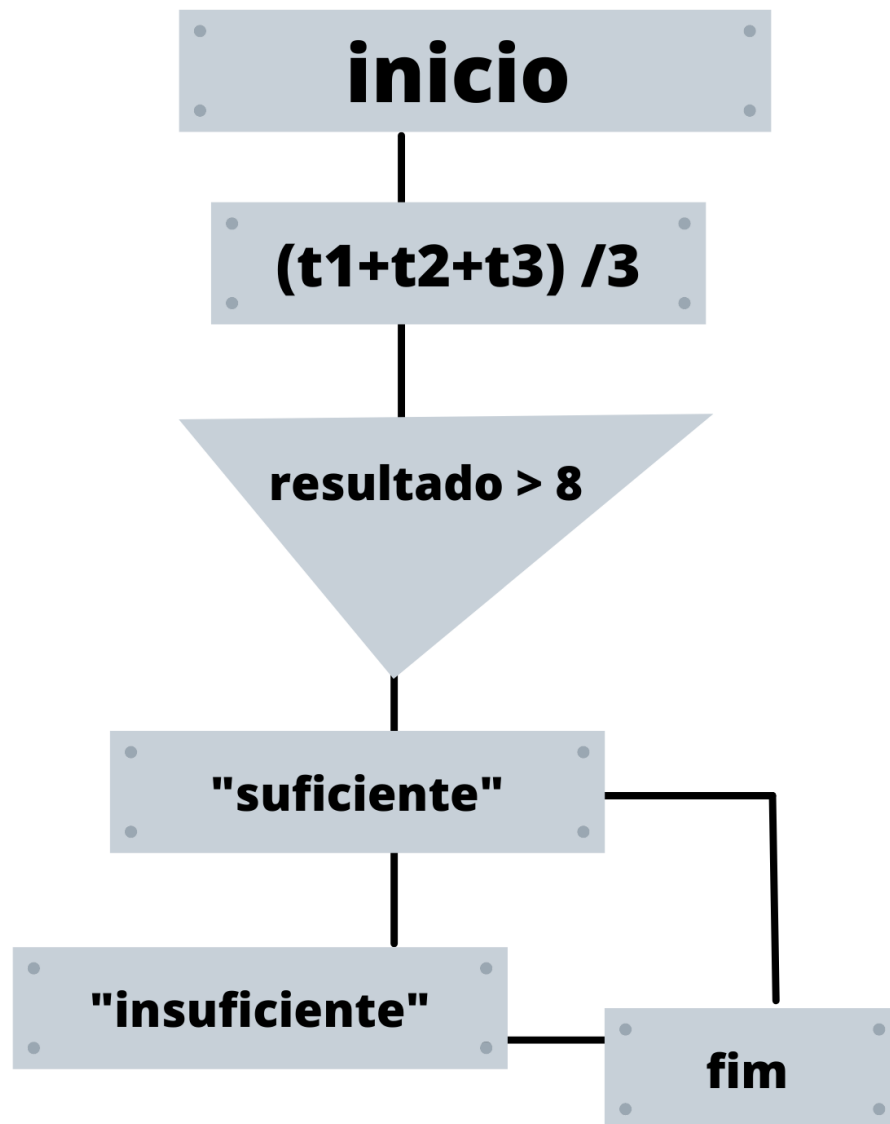 inicio
(t1+t2+t3) /3
resultado > 8
"suficiente"
"insuficiente"
fim